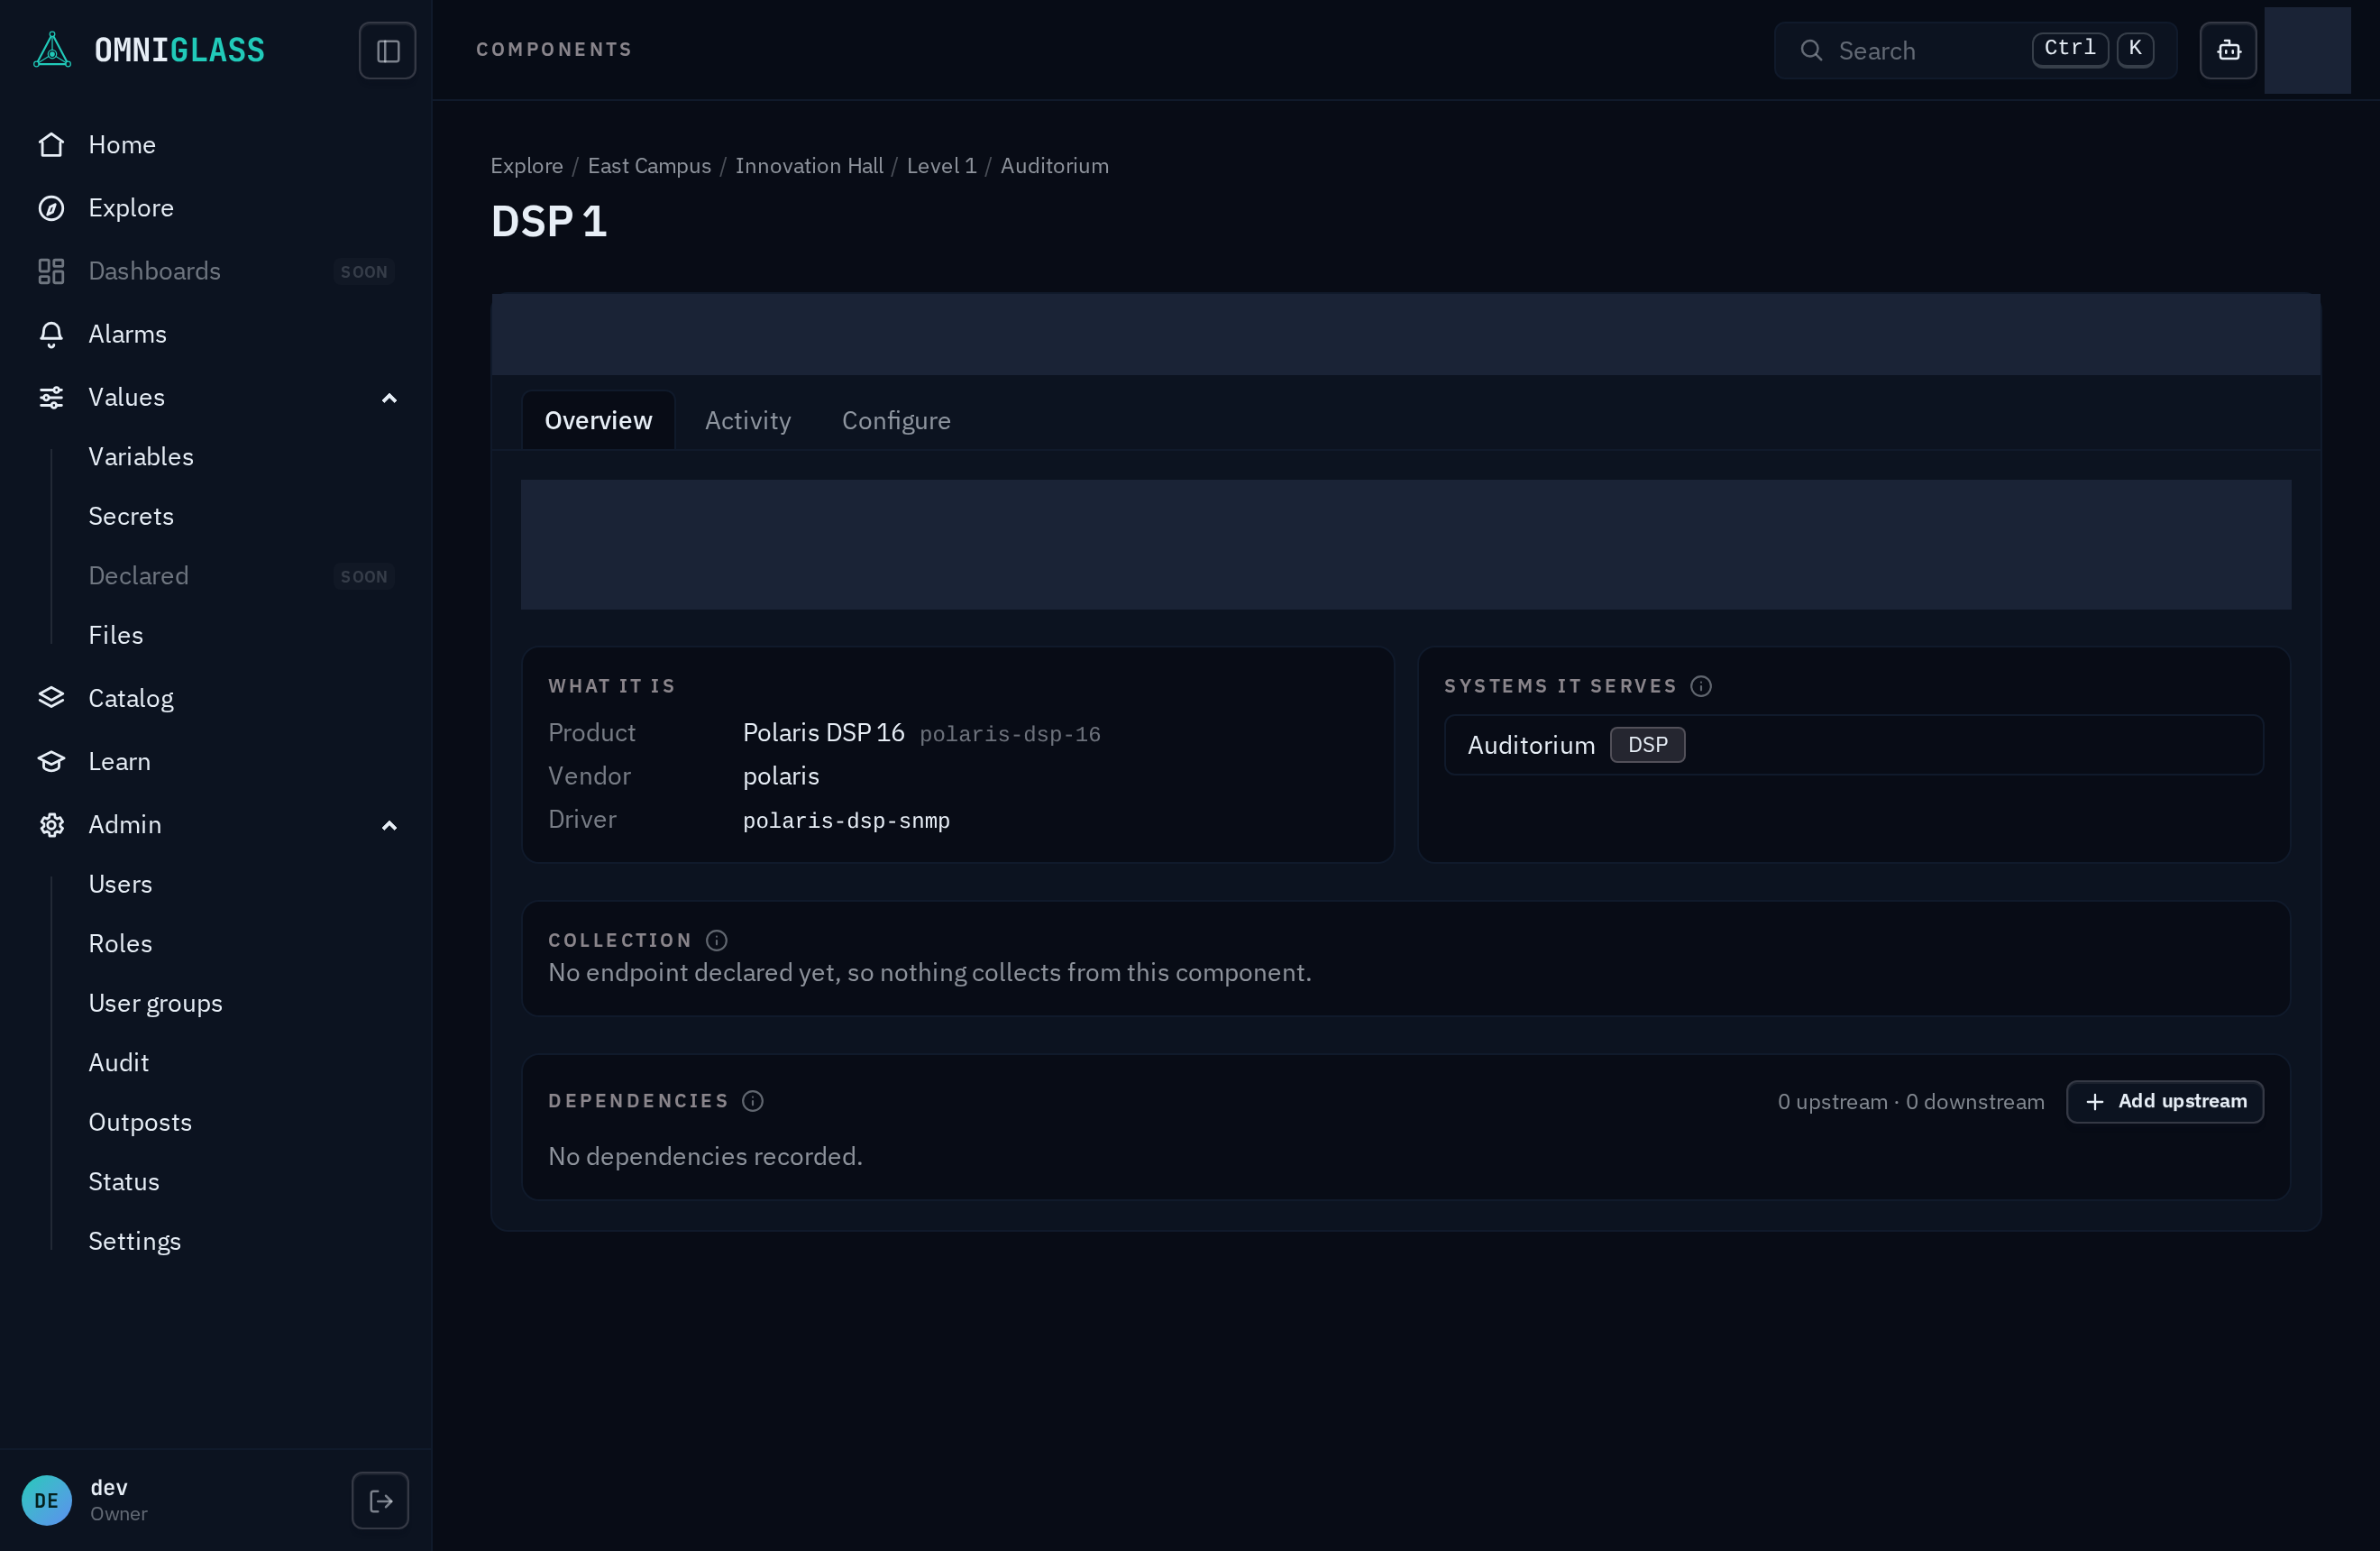 OMNIGLASS
COMPONENTS
Search Ctrl K
Home
Explore
Dashboards SOON
Alarms
Values
Variables
Secrets
Declared SOON
Files
Catalog
Learn
Admin
Users
Roles
User groups
Audit
Outposts
Status
Settings
DE dev
Owner
Explore / East Campus / Innovation Hall / Level 1 / Auditorium
DSP 1
Overview Activity Configure
WHAT IT IS
Product Polaris DSP 16 polaris-dsp-16
Vendor polaris
Driver polaris-dsp-snmp
SYSTEMS IT SERVES
Auditorium DSP
COLLECTION
No endpoint declared yet, so nothing collects from this component.
DEPENDENCIES
0 upstream · 0 downstream Add upstream
No dependencies recorded.